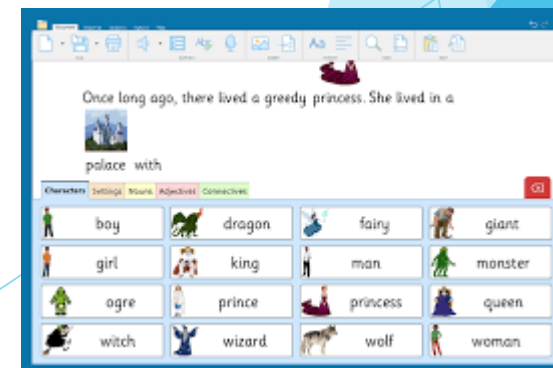 Once long ago, there lived a greedy princess. She lived in a
palace with
Characters Settings Nouns Adjectives Connectives
boy dragon fairy giant
girl king man monster
ogre prince princess queen
witch wizard wolf woman